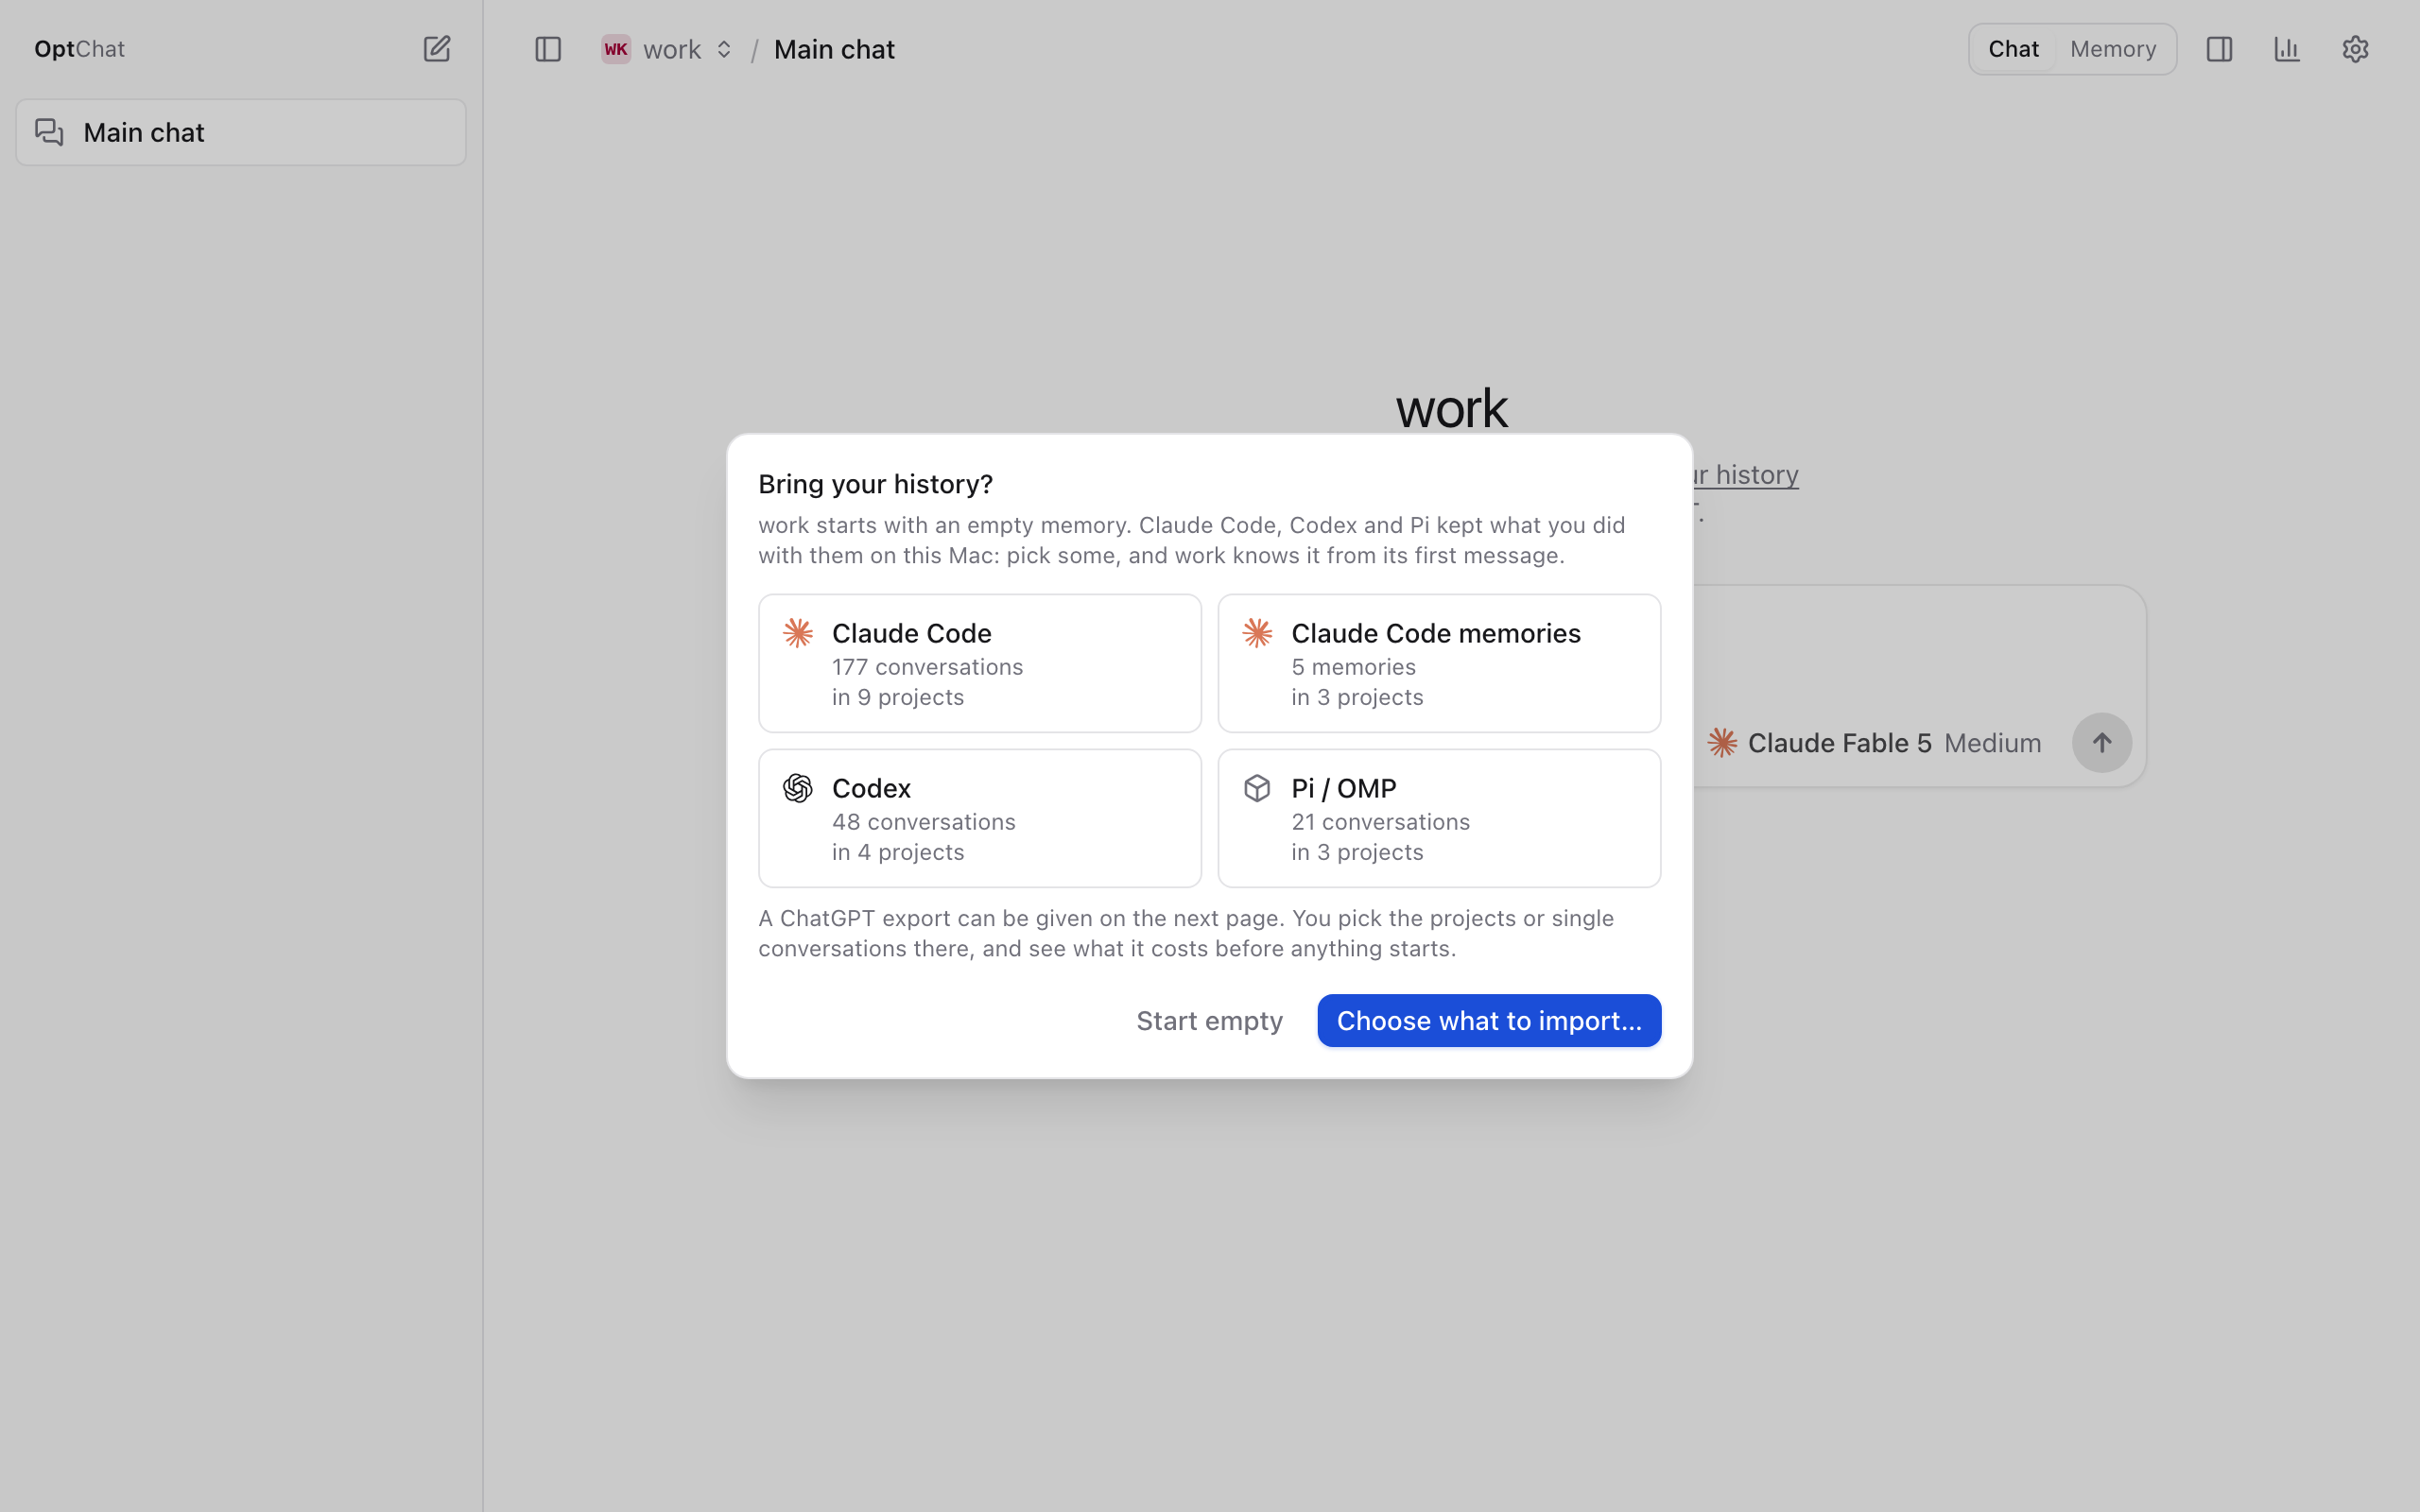 OptChat
WK work / Main chat
Chat Memory
Main chat
work
ur history
Bring your history?
work starts with an empty memory. Claude Code, Codex and Pi kept what you did
with them on this Mac: pick some, and work knows it from its first message.
Claude Code
177 conversations
in 9 projects
Claude Code memories
5 memories
in 3 projects
Codex
48 conversations
in 4 projects
Pi / OMP
21 conversations
in 3 projects
A ChatGPT export can be given on the next page. You pick the projects or single
conversations there, and see what it costs before anything starts.
Start empty
Choose what to import...
Claude Fable 5 Medium